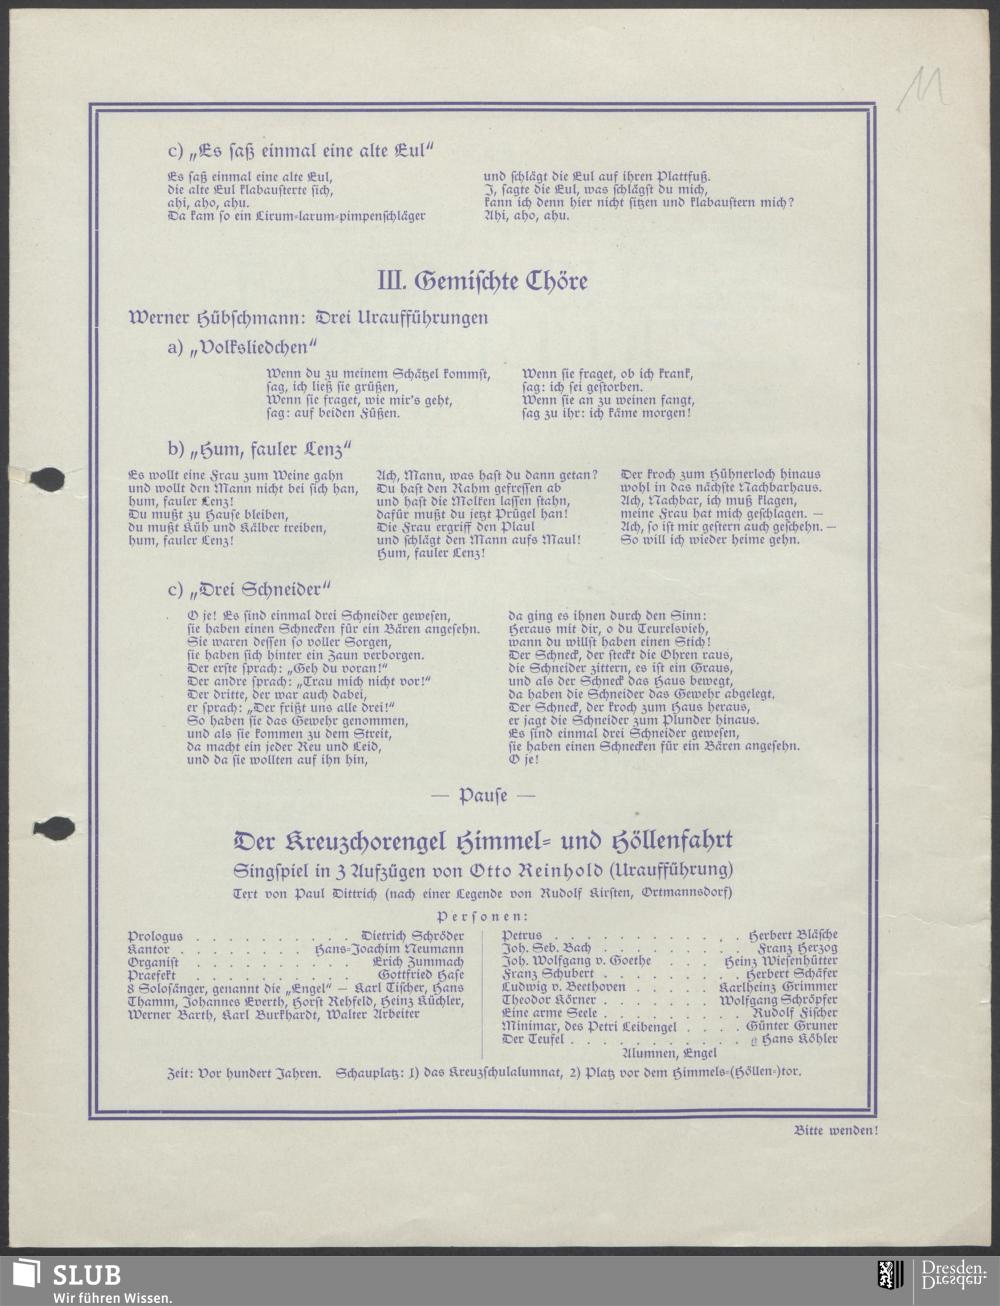 11
c) „Es saß einmal eine alte Eul“
Es saß einmal eine alte Eul,
die alte Eul klabausterte sich,
ahi, aho, ahu.
Da kam so ein Lirum-larum-pimpenschläger
und schlägt die Eul auf ihren Plattfuß.
J, sagte die Eul, was schlägst du mich,
kann ich denn hier nicht sitzen und klabaustern mich?
Ahi, aho, ahu.
III. Gemischte Chöre
Werner Hübschmann: Drei Uraufführungen
a) „Volksliedchen“
Wenn du zu meinem Schätzel kommst,
sag, ich ließ sie grüßen,
Wenn sie fraget, wie mir's geht,
sag: auf beiden Füßen.
Wenn sie fraget, ob ich krank,
sag: ich sei gestorben.
Wenn sie an zu weinen fangt,
sag zu ihr: ich käme morgen!
b) „Hum, fauler Lenz“
Es wollt eine Frau zum Weine gahn
und wollt den Mann nicht bei sich han,
hum, fauler Lenz!
Du mußt zu Hause bleiben,
du mußt Küh und Kälber treiben,
hum, fauler Lenz!
Ach, Mann, was hast du dann getan?
Du hast den Rahm gefressen ab
und hast die Molken lassen stahn,
dafür mußt du jetzt Prügel han!
Die Frau ergriff den Plaul
und schlägt den Mann aufs Maul!
Hum, fauler Lenz!
Der kroch zum Hühnerloch hinaus
wohl in das nächste Nachbarhaus.
Ach, Nachbar, ich muß klagen,
meine Frau hat mich geschlagen. —
Ach, so ist mir gestern auch geschehn. —
So will ich wieder heime gehn.
c) „Drei Schneider“
O je! Es sind einmal drei Schneider gewesen,
sie haben einen Schnecken für ein Bären angesehn.
Sie waren dessen so voller Sorgen,
sie haben sich hinter ein Zaun verborgen.
Der erste sprach: „Geh du voran!“
Der andre sprach: „Trau mich nicht vor!“
Der dritte, der war auch dabei,
er sprach: „Der frißt uns alle drei!“
So haben sie das Gewehr genommen,
und als sie kommen zu dem Streit,
da macht ein jeder Reu und Leid,
und da sie wollten auf ihn hin,
da ging es ihnen durch den Sinn:
Heraus mit dir, o du Teurelsvieh,
wann du willst haben einen Stich!
Der Schneck, der steckt die Ohren raus,
die Schneider zittern, es ist ein Graus,
und als der Schneck das Haus bewegt,
da haben die Schneider das Gewehr abgelegt.
Der Schneck, der kroch zum Haus heraus,
er jagt die Schneider zum Plunder hinaus.
Es sind einmal drei Schneider gewesen,
sie haben einen Schnecken für ein Bären angesehn.
O je!
— Pause —
Der Kreuzchorengel Himmel- und Höllenfahrt
Singspiel in 3 Aufzügen von Otto Reinhold (Uraufführung)
Text von Paul Dittrich (nach einer Legende von Rudolf Kirsten, Ortmannsdorf)
Personen:
Prologus . . . . . . . . . . Dietrich Schröder
Kantor . . . . . . . . Hans-Joachim Neumann
Organist . . . . . . . . . . Erich Zummach
Praefekt . . . . . . . . . . Gottfried Hase
8 Solosänger, genannt die „Engel“ — Karl Tischer, Hans
Thamm, Johannes Everth, Horst Rehfeld, Heinz Küchler,
Werner Barth, Karl Burkhardt, Walter Arbeiter
Petrus . . . . . . . . . . . Herbert Bläsche
Joh. Seb. Bach . . . . . . . . . Franz Herzog
Joh. Wolfgang v. Goethe . . . Heinz Wiesenhütter
Franz Schubert . . . . . . . . Herbert Schäfer
Ludwig v. Beethoven . . . . . Karlheinz Grimmer
Theodor Körner . . . . . . Wolfgang Schröpfer
Eine arme Seele . . . . . . . . Rudolf Fischer
Minimax, des Petri Leibengel . . . . Günter Gruner
Der Teufel . . . . . . . . . . . Hans Köhler
Alumnen, Engel
Zeit: Vor hundert Jahren. Schauplatz: 1) das Kreuzschulalumnat, 2) Platz vor dem Himmels-(Höllen-)tor.
Bitte wenden!
SLUB
Wir führen Wissen.
Dresden.
Dresden.